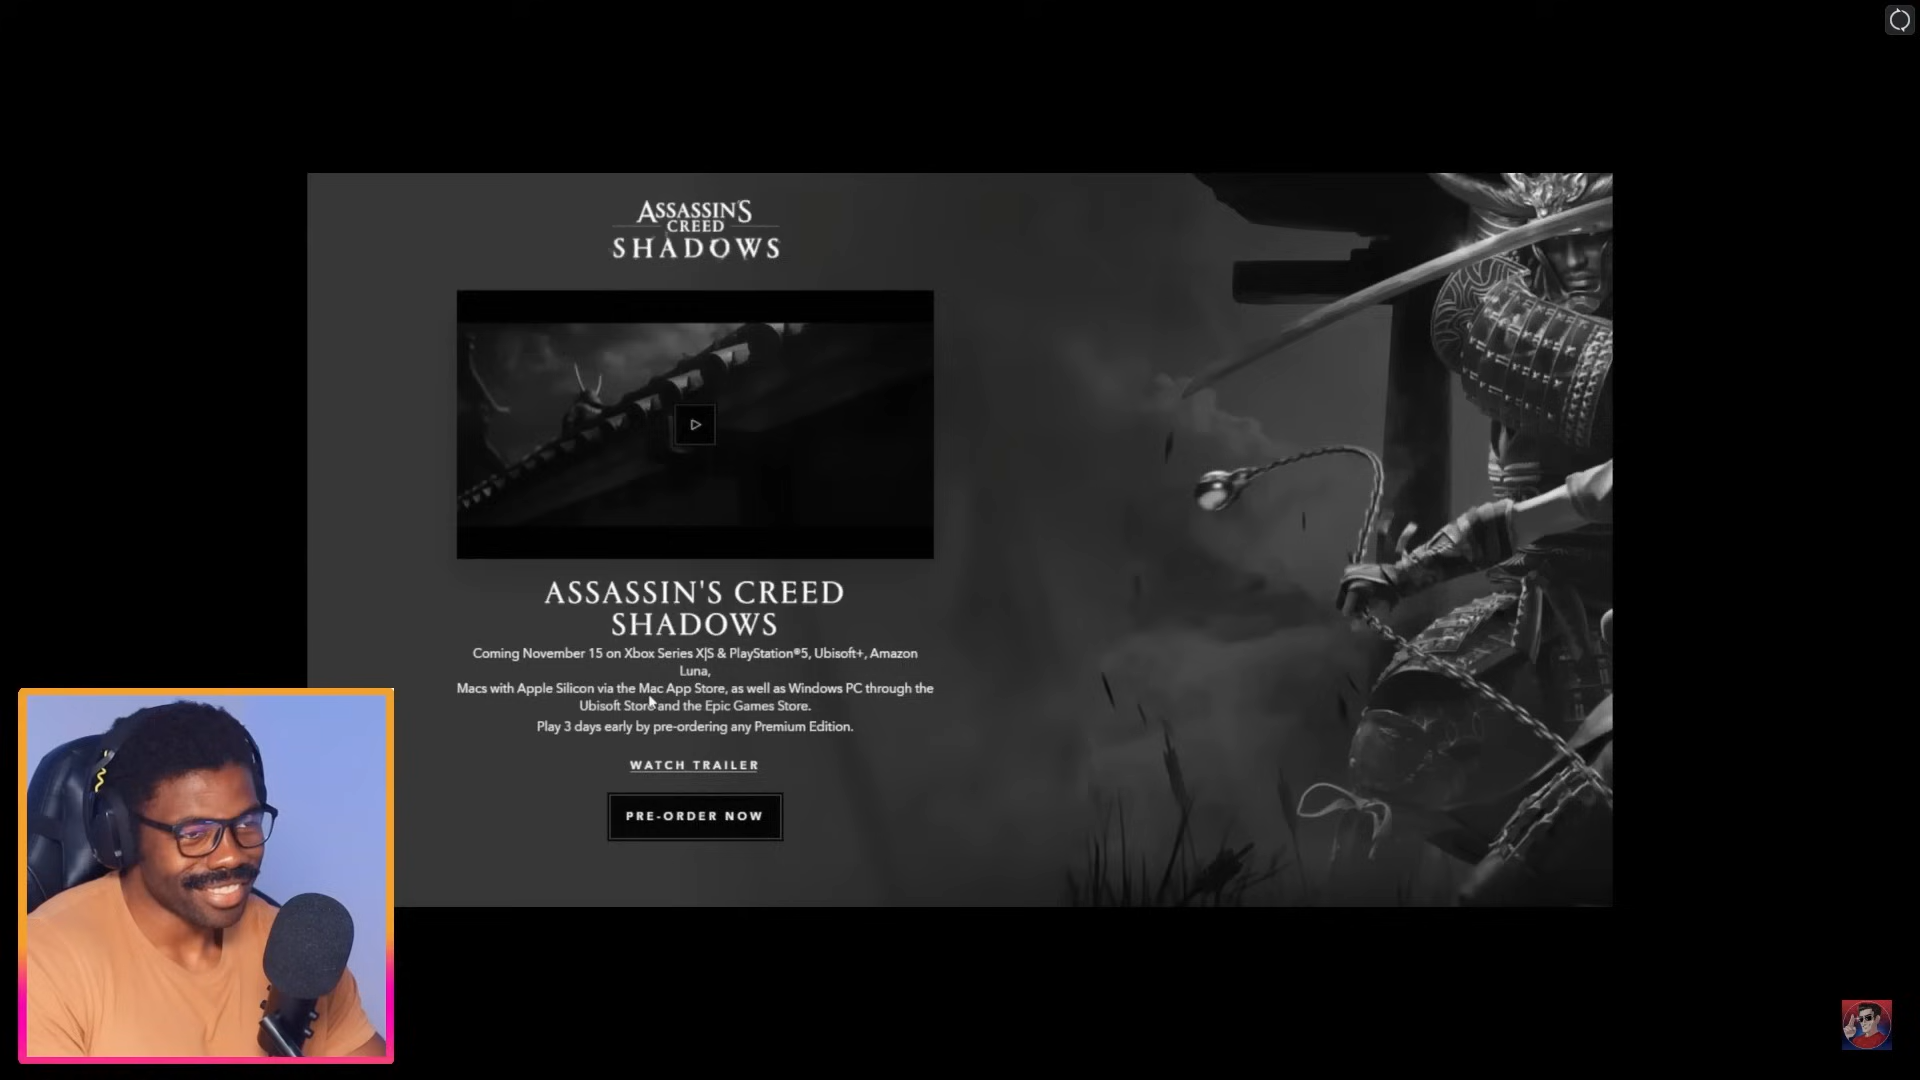 ASSASSIN'S
CREED
SHADOWS
ASSASSIN'S CREED
SHADOWS
Coming November 15 on Xbox Series X|S & PlayStation®5, Ubisoft+, Amazon
Luna,
Macs with Apple Silicon via the Mac App Store, as well as Windows PC through the
Ubisoft Store and the Epic Games Store.
Play 3 days early by pre-ordering any Premium Edition.
WATCH TRAILER
PRE-ORDER NOW